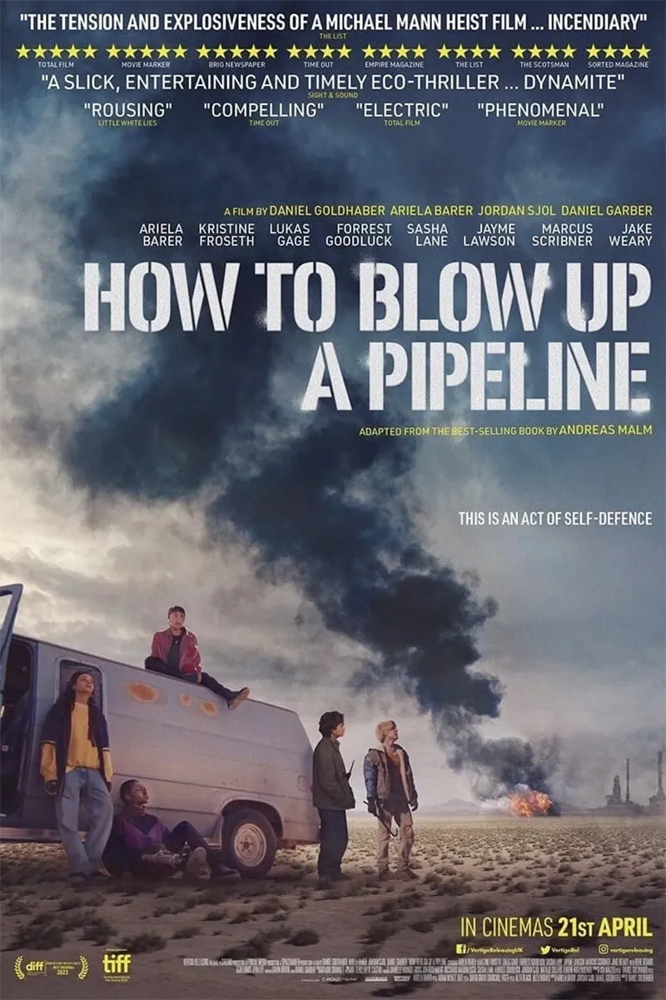 "THE TENSION AND EXPLOSIVENESS OF A MICHAEL MANN HEIST FILM ... INCENDIARY"
THE LIST
TOTAL FILM MOVIE MARKER BRIG NEWSPAPER TIME OUT EMPIRE MAGAZINE THE LIST THE SCOTSMAN SORTED MAGAZINE
"A SLICK, ENTERTAINING AND TIMELY ECO-THRILLER ... DYNAMITE"
SIGHT & SOUND
"ROUSING" "COMPELLING" "ELECTRIC" "PHENOMENAL"
LITTLE WHITE LIES TIME OUT TOTAL FILM MOVIE MARKER
A FILM BY DANIEL GOLDHABER ARIELA BARER JORDAN SJOL DANIEL GARBER
ARIELA KRISTINE LUKAS FORREST SASHA JAYME MARCUS JAKE
BARER FROSETH GAGE GOODLUCK LANE LAWSON SCRIBNER WEARY
HOW TO BLOW UP
A PIPELINE
ADAPTED FROM THE BEST-SELLING BOOK BY ANDREAS MALM
THIS IS AN ACT OF SELF-DEFENCE
IN CINEMAS 21ST APRIL
/VertigoReleasingUK VertigoRel vertigoreleasing
diff
2023
tiff